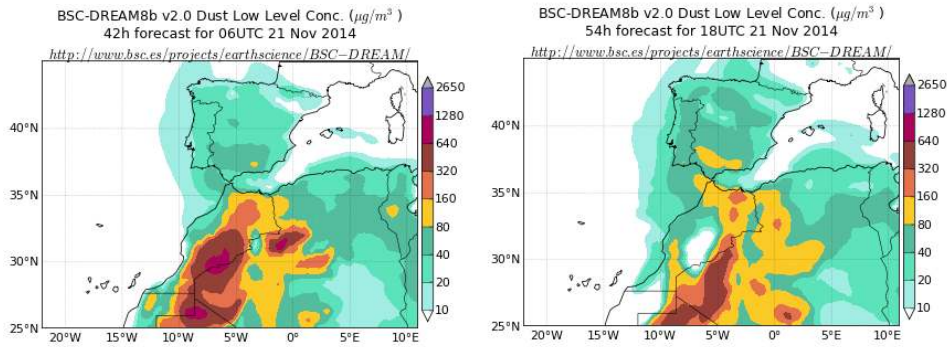 BSC-DREAM8b v2.0 Dust Low Level Conc. (μg/m³ )
42h forecast for 06UTC 21 Nov 2014
http://www.bsc.es/projects/earthscience/BSC−DREAM/
40°N
35°N
30°N
25°N
20°W
15°W
10°W
5°W
0°
5°E
10°E
2650
1280
640
320
160
80
40
20
10
BSC-DREAM8b v2.0 Dust Low Level Conc. (μg/m³ )
54h forecast for 18UTC 21 Nov 2014
http://www.bsc.es/projects/earthscience/BSC−DREAM/
40°N
35°N
30°N
25°N
20°W
15°W
10°W
5°W
0°
5°E
10°E
2650
1280
640
320
160
80
40
20
10